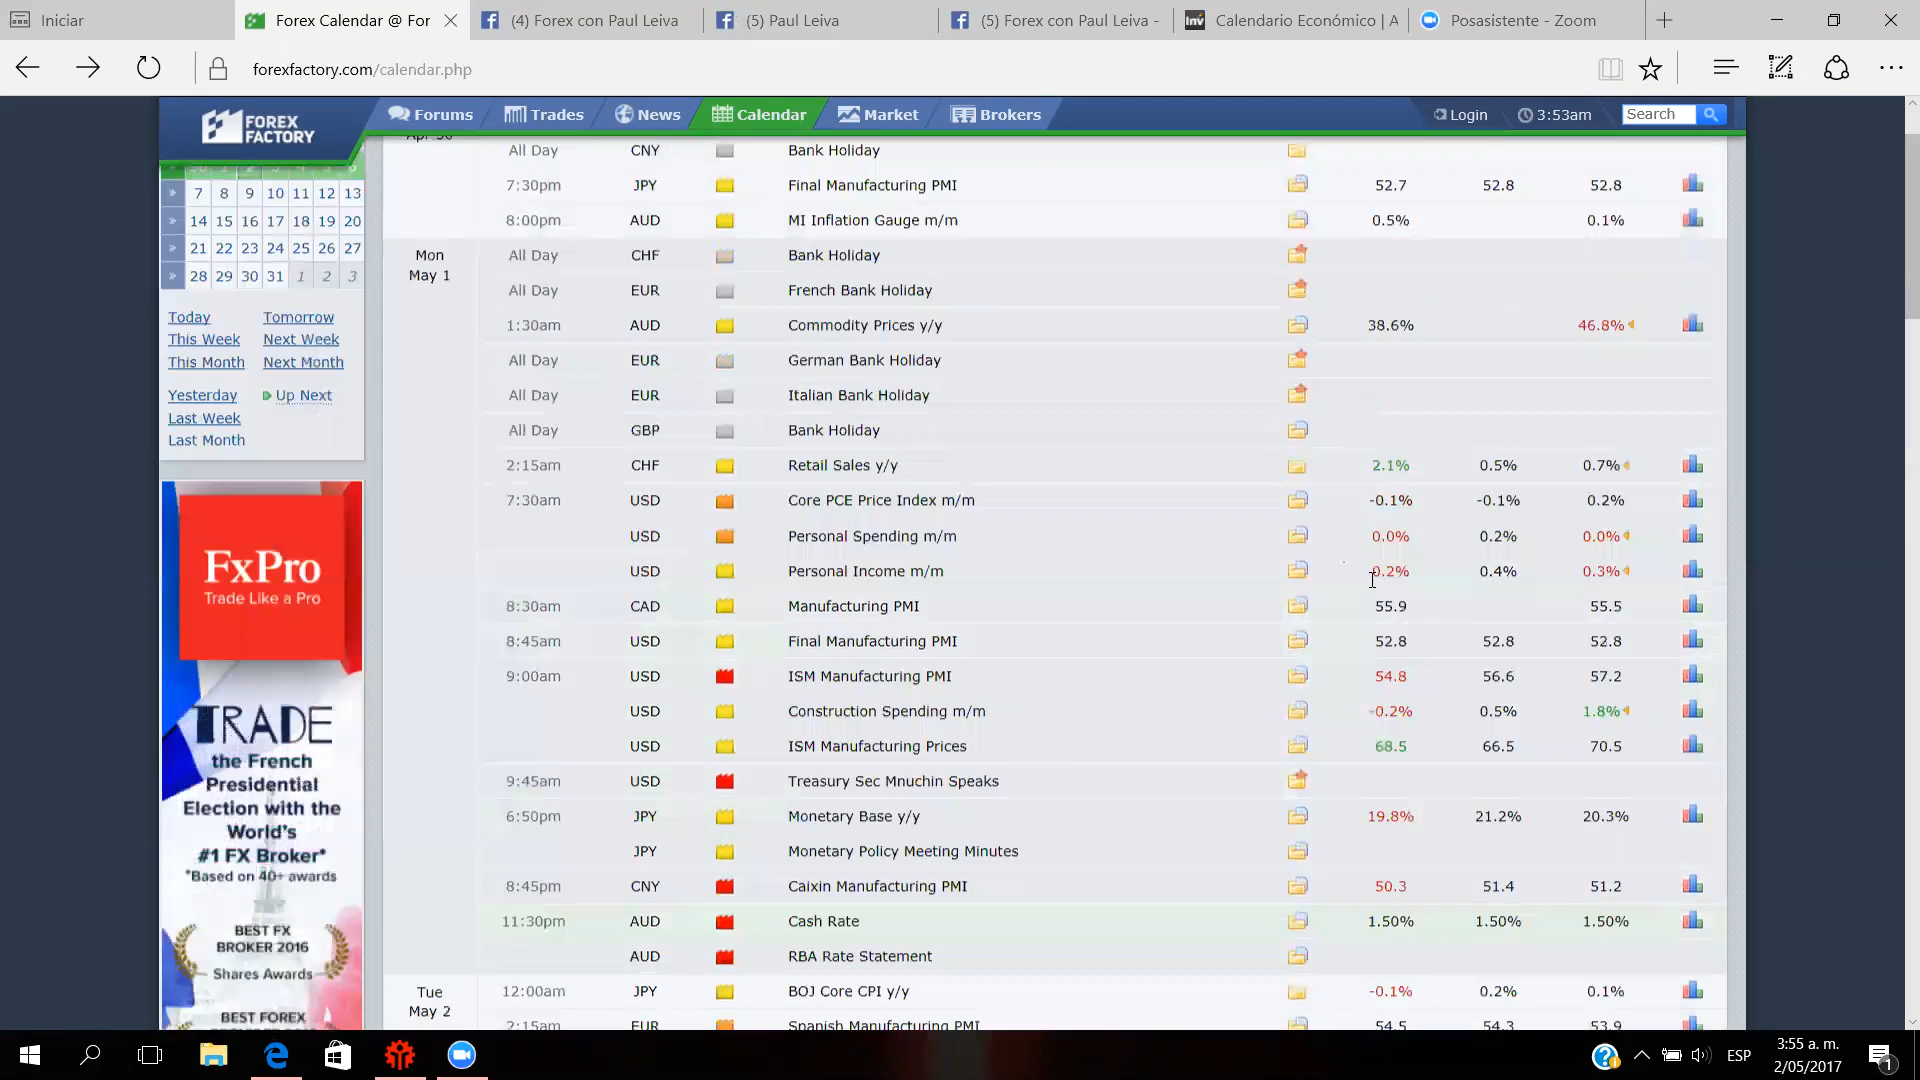 Iniciar
Forex Calendar @ For
(4) Forex con Paul Leiva
(5) Paul Leiva
(5) Forex con Paul Leiva -
Inv Calendario Económico | A
Posasistente - Zoom
forexfactory.com/calendar.php
FOREX FACTORY
Forums Trades News Calendar Market Brokers Login 3:53am Search
All Day CNY Bank Holiday
7:30pm JPY Final Manufacturing PMI 52.7 52.8 52.8
8:00pm AUD MI Inflation Gauge m/m 0.5% 0.1%
Mon May 1 All Day CHF Bank Holiday
All Day EUR French Bank Holiday
1:30am AUD Commodity Prices y/y 38.6% 46.8%
All Day EUR German Bank Holiday
All Day EUR Italian Bank Holiday
All Day GBP Bank Holiday
2:15am CHF Retail Sales y/y 2.1% 0.5% 0.7%
7:30am USD Core PCE Price Index m/m -0.1% -0.1% 0.2%
USD Personal Spending m/m 0.0% 0.2% 0.0%
USD Personal Income m/m 0.2% 0.4% 0.3%
8:30am CAD Manufacturing PMI 55.9 55.5
8:45am USD Final Manufacturing PMI 52.8 52.8 52.8
9:00am USD ISM Manufacturing PMI 54.8 56.6 57.2
USD Construction Spending m/m -0.2% 0.5% 1.8%
USD ISM Manufacturing Prices 68.5 66.5 70.5
9:45am USD Treasury Sec Mnuchin Speaks
6:50pm JPY Monetary Base y/y 19.8% 21.2% 20.3%
JPY Monetary Policy Meeting Minutes
8:45pm CNY Caixin Manufacturing PMI 50.3 51.4 51.2
11:30pm AUD Cash Rate 1.50% 1.50% 1.50%
AUD RBA Rate Statement
Tue May 2 12:00am JPY BOJ Core CPI y/y -0.1% 0.2% 0.1%
2:15am EUR Spanish Manufacturing PMI 54.5 54.3 53.9
7 8 9 10 11 12 13
14 15 16 17 18 19 20
21 22 23 24 25 26 27
28 29 30 31 1 2 3
Today Tomorrow
This Week Next Week
This Month Next Month
Yesterday Up Next
Last Week
Last Month
FxPro
Trade Like a Pro
TRADE
the French
Presidential
Election with the
World's
#1 FX Broker*
*Based on 40+ awards
BEST FX
BROKER 2016
Shares Awards
BEST FOREX
ESP
3:55 a. m.
2/05/2017
1